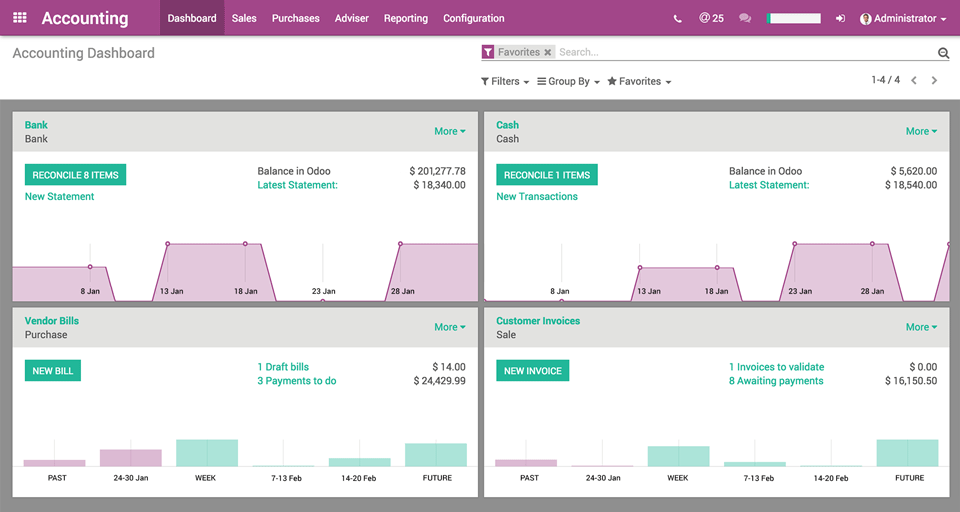 Accounting Dashboard Sales Purchases Adviser Reporting Configuration @ 25 Administrator
Accounting Dashboard
Favorites × Search...
Filters Group By Favorites 1-4 / 4
Bank More
Bank
RECONCILE 8 ITEMS Balance in Odoo $ 201,277.78
Latest Statement: $ 18,340.00
New Statement
8 Jan 13 Jan 18 Jan 23 Jan 28 Jan
Cash More
Cash
RECONCILE 1 ITEMS Balance in Odoo $ 5,620.00
Latest Statement: $ 18,540.00
New Transactions
8 Jan 13 Jan 18 Jan 23 Jan 28 Jan
Vendor Bills More
Purchase
NEW BILL 1 Draft bills $ 14.00
3 Payments to do $ 24,429.99
PAST 24-30 Jan WEEK 7-13 Feb 14-20 Feb FUTURE
Customer Invoices More
Sale
NEW INVOICE 1 Invoices to validate $ 0.00
8 Awaiting payments $ 16,150.50
PAST 24-30 Jan WEEK 7-13 Feb 14-20 Feb FUTURE